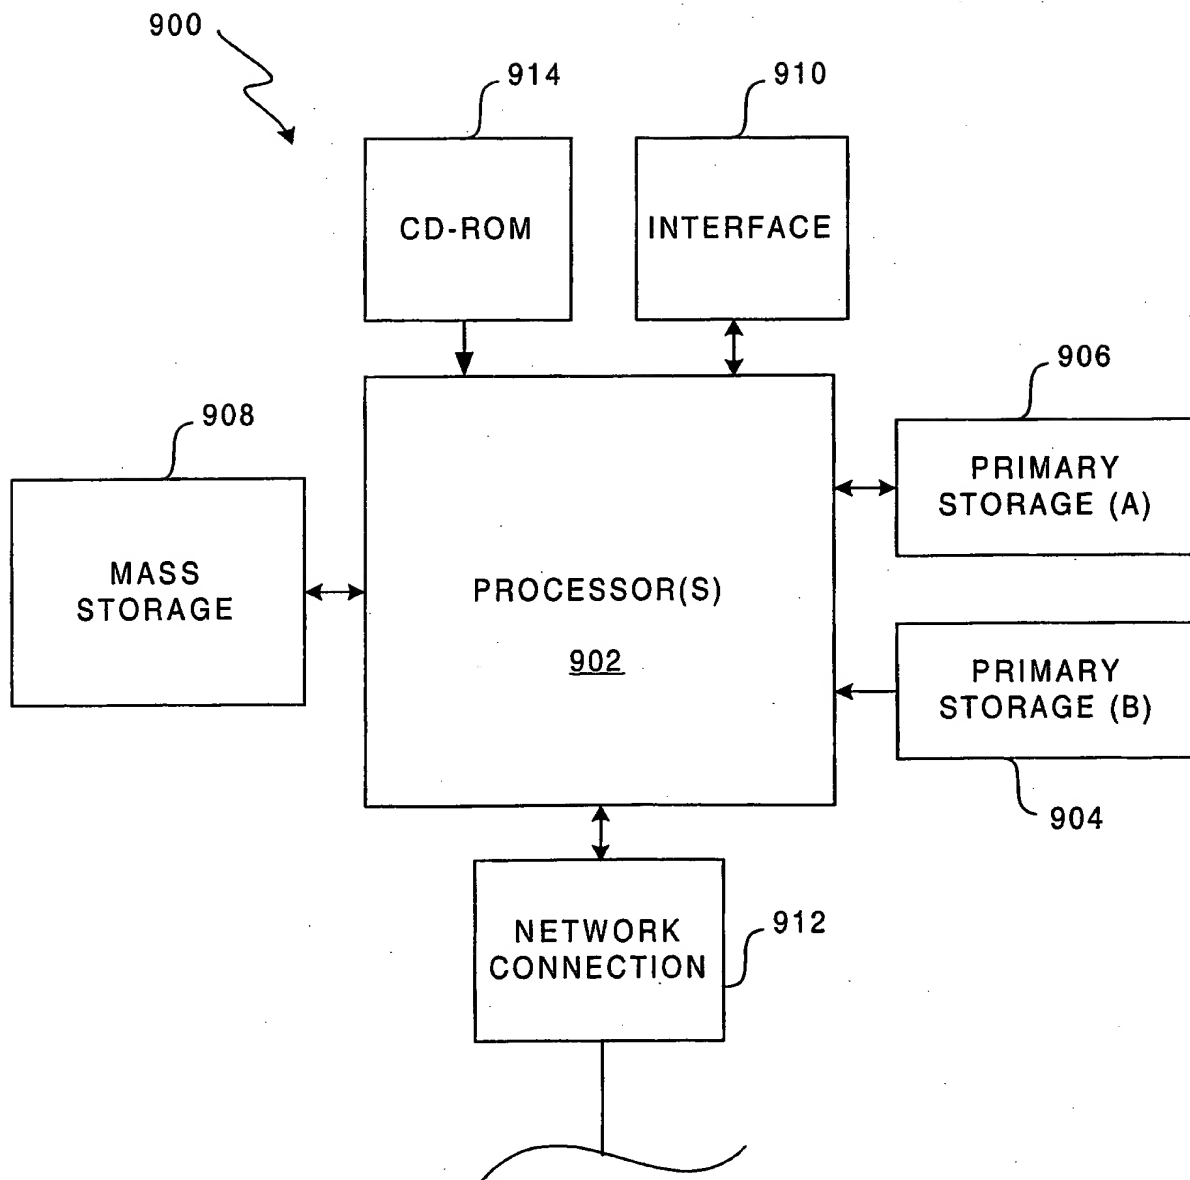 900
914
910
CD-ROM
INTERFACE
906
908
PRIMARY
STORAGE (A)
MASS
STORAGE
PROCESSOR(S)
902
PRIMARY
STORAGE (B)
904
NETWORK
CONNECTION
912